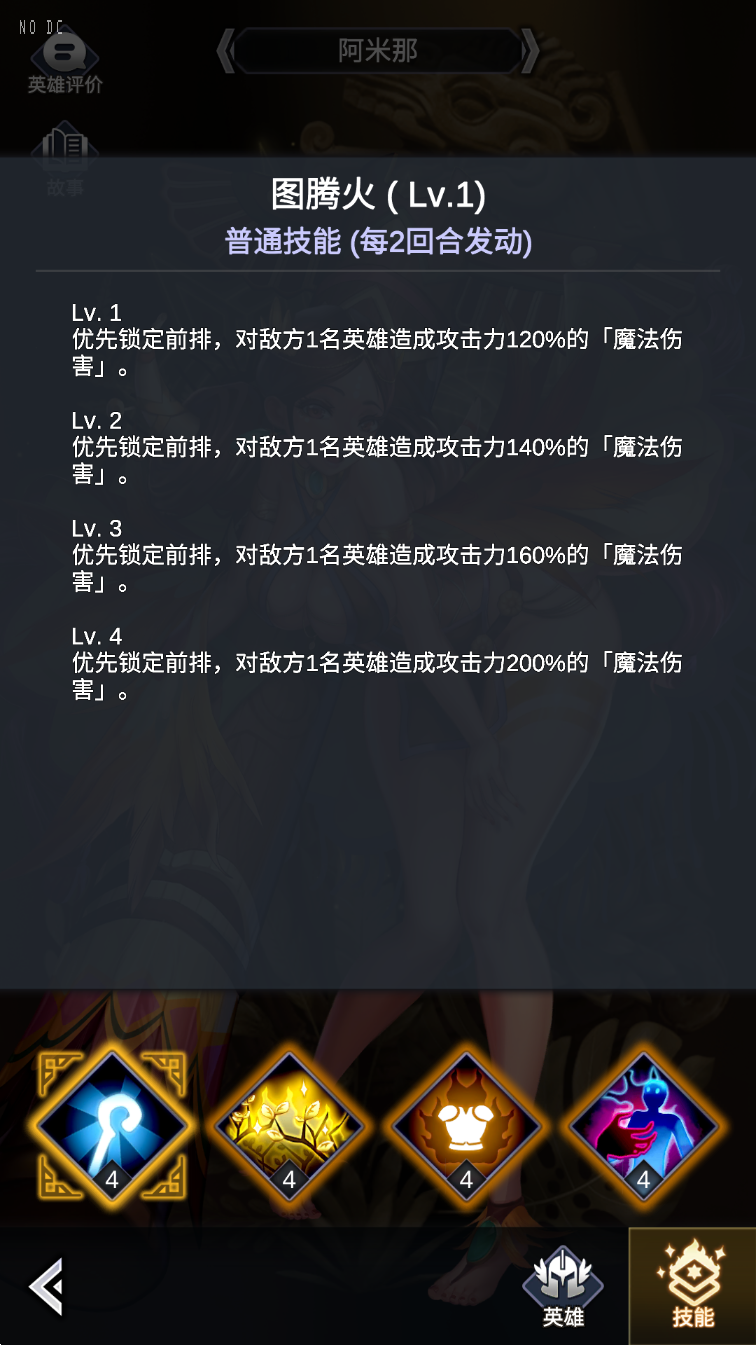 NO DC
阿米那
英雄评价
故事
图腾火 ( Lv.1)
普通技能 (每2回合发动)
Lv. 1
优先锁定前排，对敌方1名英雄造成攻击力120%的「魔法伤
害」。
Lv. 2
优先锁定前排，对敌方1名英雄造成攻击力140%的「魔法伤
害」。
Lv. 3
优先锁定前排，对敌方1名英雄造成攻击力160%的「魔法伤
害」。
Lv. 4
优先锁定前排，对敌方1名英雄造成攻击力200%的「魔法伤
害」。
4
4
4
4
英雄
技能